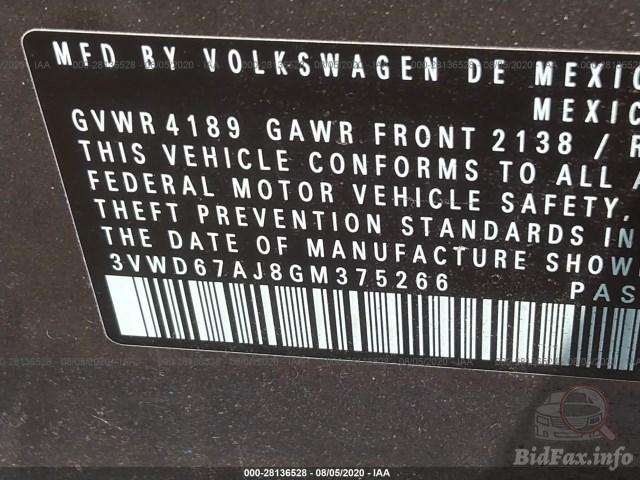 MFD BY VOLKSWAGEN DE MEXIC
MEXIC
GVWR 4189 GAWR FRONT 2138 / R
THIS VEHICLE CONFORMS TO ALL A
FEDERAL MOTOR VEHICLE SAFETY,
THEFT PREVENTION STANDARDS IN
THE DATE OF MANUFACTURE SHOW
3VWD67AJ8GM375266 PAS
000-28136528 - 08/05/2020 - IAA
BidFax.info